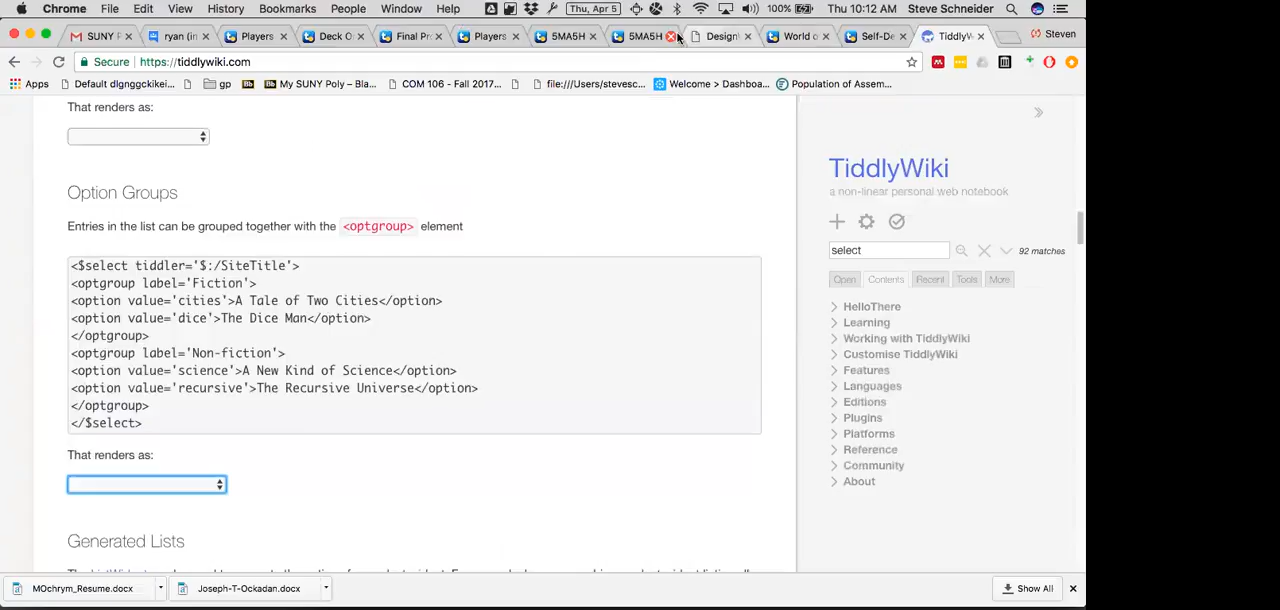 Chrome File Edit View History Bookmarks People Window Help Thu, Apr 5 100% Thu 10:12 AM Steve Schneider
SUNY P ryan (in Players Deck O Final Pro Players 5MA5H 5MA5H Design World o Self-De TiddlyW Steven
Secure https://tiddlywiki.com
Apps Default dlgnggckikei... gp Bb My SUNY Poly – Bla... COM 106 - Fall 2017... file:///Users/stevesc... Welcome > Dashboa... Population of Assem...
That renders as:
Option Groups
Entries in the list can be grouped together with the <optgroup> element
<$select tiddler='$:/SiteTitle'>
<optgroup label='Fiction'>
<option value='cities'>A Tale of Two Cities</option>
<option value='dice'>The Dice Man</option>
</optgroup>
<optgroup label='Non-fiction'>
<option value='science'>A New Kind of Science</option>
<option value='recursive'>The Recursive Universe</option>
</optgroup>
</$select>
That renders as:
Generated Lists
TiddlyWiki
a non-linear personal web notebook
select 92 matches
Open Contents Recent Tools More
HelloThere
Learning
Working with TiddlyWiki
Customise TiddlyWiki
Features
Languages
Editions
Plugins
Platforms
Reference
Community
About
MOchrym_Resume.docx Joseph-T-Ockadan.docx Show All